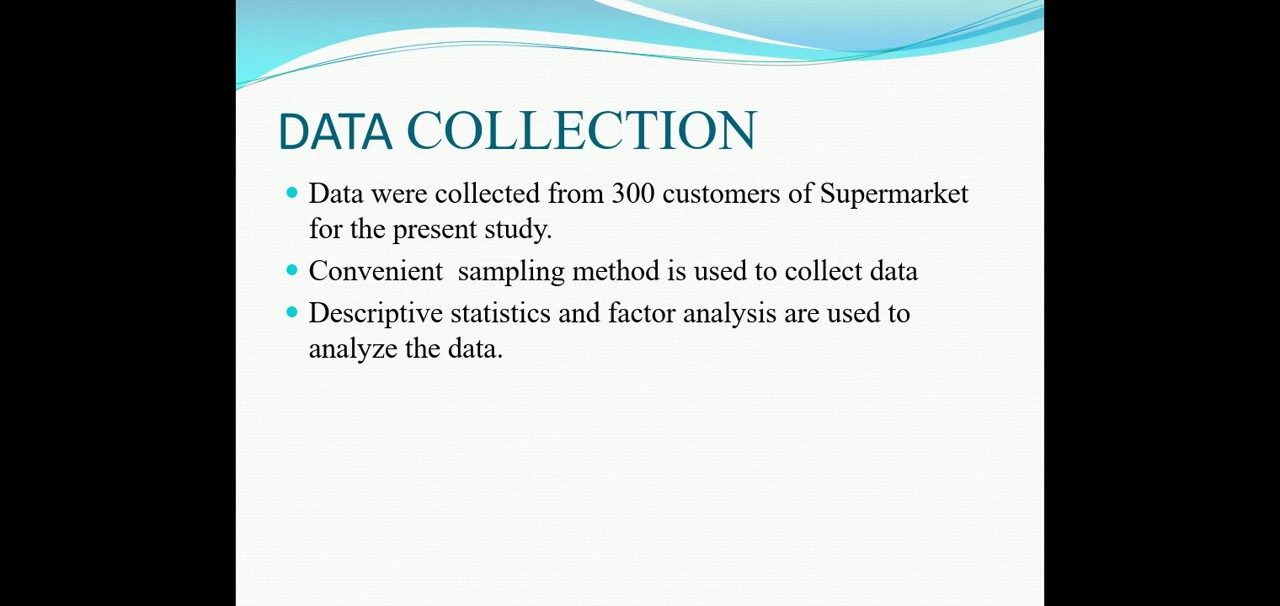 DATA COLLECTION
Data were collected from 300 customers of Supermarket
for the present study.
Convenient  sampling method is used to collect data
Descriptive statistics and factor analysis are used to
analyze the data.